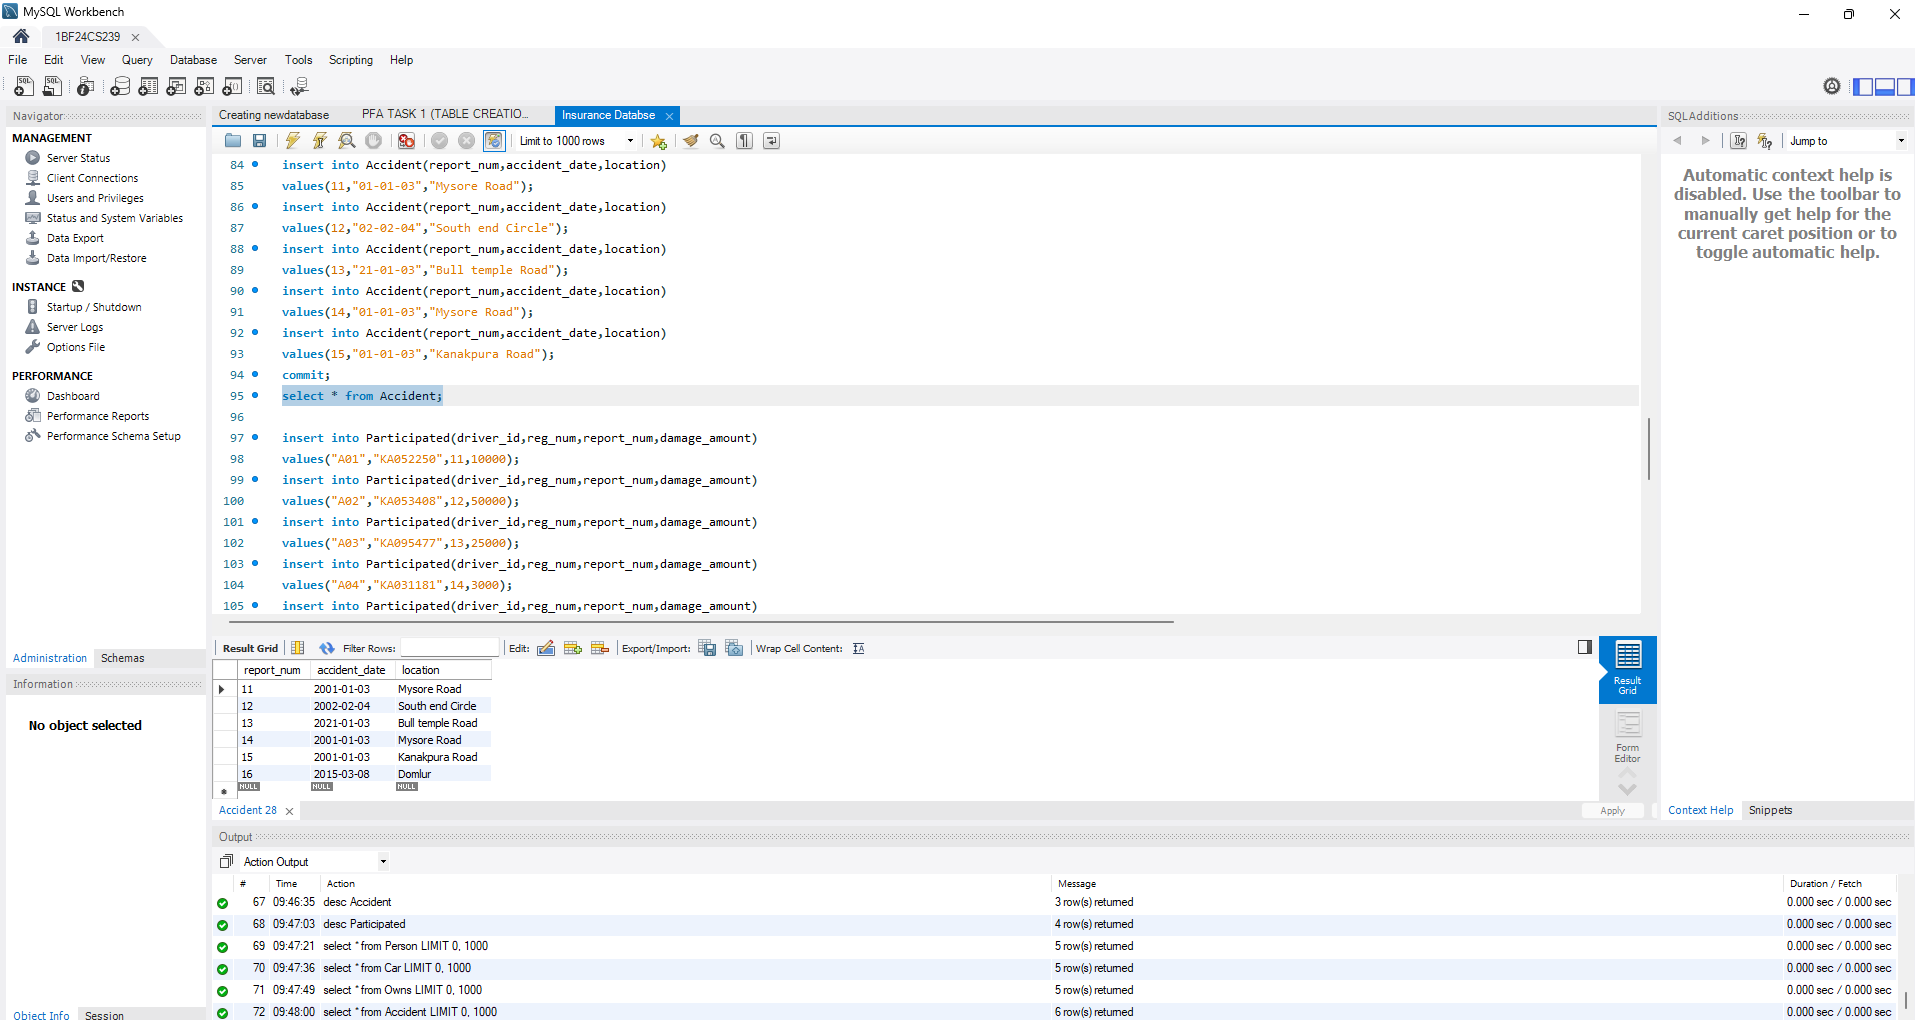 MySQL Workbench
1BF24CS239
File Edit View Query Database Server Tools Scripting Help
Navigator
MANAGEMENT
Server Status
Client Connections
Users and Privileges
Status and System Variables
Data Export
Data Import/Restore
INSTANCE
Startup / Shutdown
Server Logs
Options File
PERFORMANCE
Dashboard
Performance Reports
Performance Schema Setup
Administration Schemas
Information
No object selected
Object Info Session
Creating newdatabase PFA TASK 1 (TABLE CREATIO... Insurance Databse
Limit to 1000 rows
84 insert into Accident(report_num,accident_date,location)
85 values(11,"01-01-03","Mysore Road");
86 insert into Accident(report_num,accident_date,location)
87 values(12,"02-02-04","South end Circle");
88 insert into Accident(report_num,accident_date,location)
89 values(13,"21-01-03","Bull temple Road");
90 insert into Accident(report_num,accident_date,location)
91 values(14,"01-01-03","Mysore Road");
92 insert into Accident(report_num,accident_date,location)
93 values(15,"01-01-03","Kanakpura Road");
94 commit;
95 select * from Accident;
96
97 insert into Participated(driver_id,reg_num,report_num,damage_amount)
98 values("A01","KA052250",11,10000);
99 insert into Participated(driver_id,reg_num,report_num,damage_amount)
100 values("A02","KA053408",12,50000);
101 insert into Participated(driver_id,reg_num,report_num,damage_amount)
102 values("A03","KA095477",13,25000);
103 insert into Participated(driver_id,reg_num,report_num,damage_amount)
104 values("A04","KA031181",14,3000);
105 insert into Participated(driver_id,reg_num,report_num,damage_amount)
Result Grid Filter Rows: Edit: Export/Import: Wrap Cell Content:
report_num accident_date location
11 2001-01-03 Mysore Road
12 2002-02-04 South end Circle
13 2021-01-03 Bull temple Road
14 2001-01-03 Mysore Road
15 2001-01-03 Kanakpura Road
16 2015-03-08 Domlur
NULL NULL NULL
Result Grid
Form Editor
Accident 28
Apply
SQLAdditions
Jump to
Automatic context help is
disabled. Use the toolbar to
manually get help for the
current caret position or to
toggle automatic help.
Context Help Snippets
Output
Action Output
# Time Action Message Duration / Fetch
67 09:46:35 desc Accident 3 row(s) returned 0.000 sec / 0.000 sec
68 09:47:03 desc Participated 4 row(s) returned 0.000 sec / 0.000 sec
69 09:47:21 select * from Person LIMIT 0, 1000 5 row(s) returned 0.000 sec / 0.000 sec
70 09:47:36 select * from Car LIMIT 0, 1000 5 row(s) returned 0.000 sec / 0.000 sec
71 09:47:49 select * from Owns LIMIT 0, 1000 5 row(s) returned 0.000 sec / 0.000 sec
72 09:48:00 select * from Accident LIMIT 0, 1000 6 row(s) returned 0.000 sec / 0.000 sec